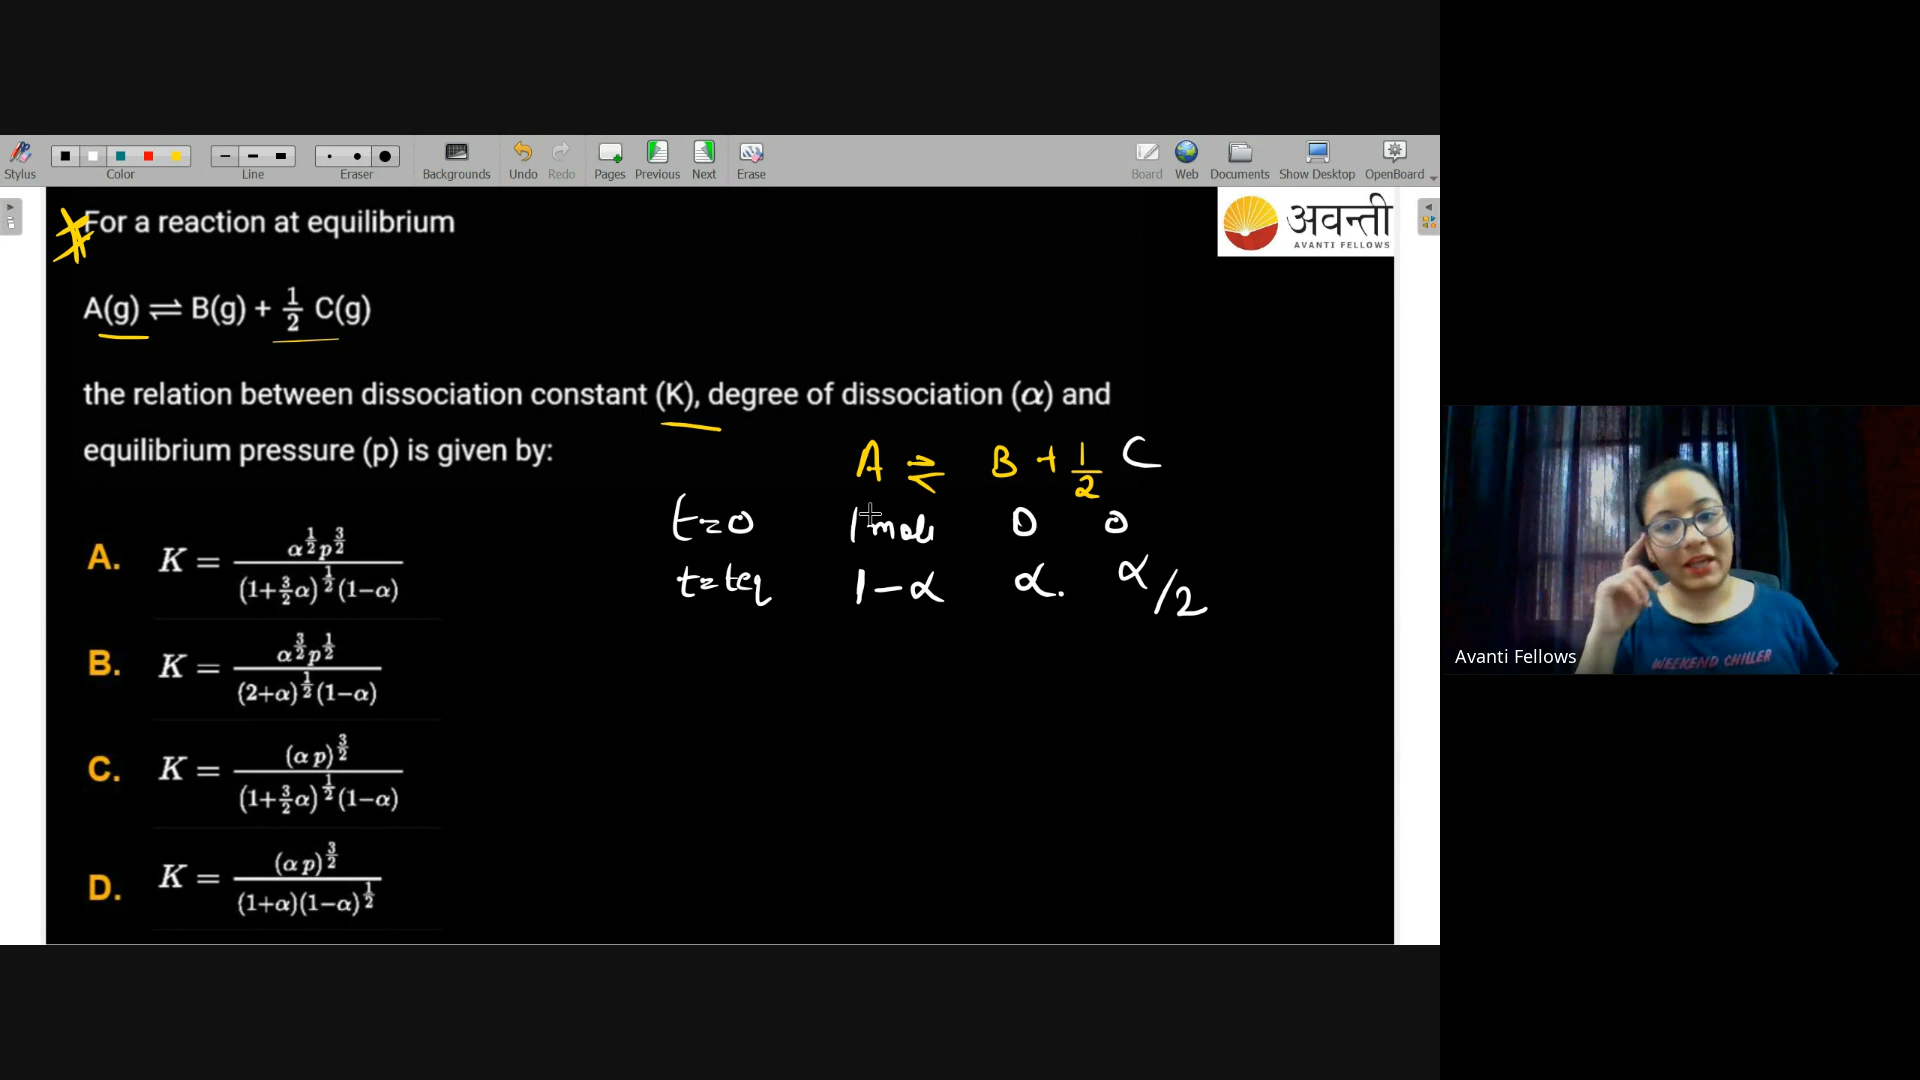 Stylus Color Line Eraser Backgrounds Undo Redo Pages Previous Next Erase Board Web Documents Show Desktop OpenBoard
अवन्ती
AVANTI FELLOWS
For a reaction at equilibrium
A(g) ⇌ B(g) + 1/2 C(g)
the relation between dissociation constant (K), degree of dissociation (α) and
equilibrium pressure (p) is given by:
A ⇌ B + 1/2 C
t=0 1 mole 0 0
t=teq 1-α α. α/2
A. K = α^(1/2) p^(3/2) / (1+3/2 α)^(1/2) (1-α)
B. K = α^(3/2) p^(1/2) / (2+α)^(1/2) (1-α)
C. K = (α p)^(3/2) / (1+3/2 α)^(1/2) (1-α)
D. K = (α p)^(3/2) / (1+α)(1-α)^(1/2)
WEEKEND CHILLER
Avanti Fellows